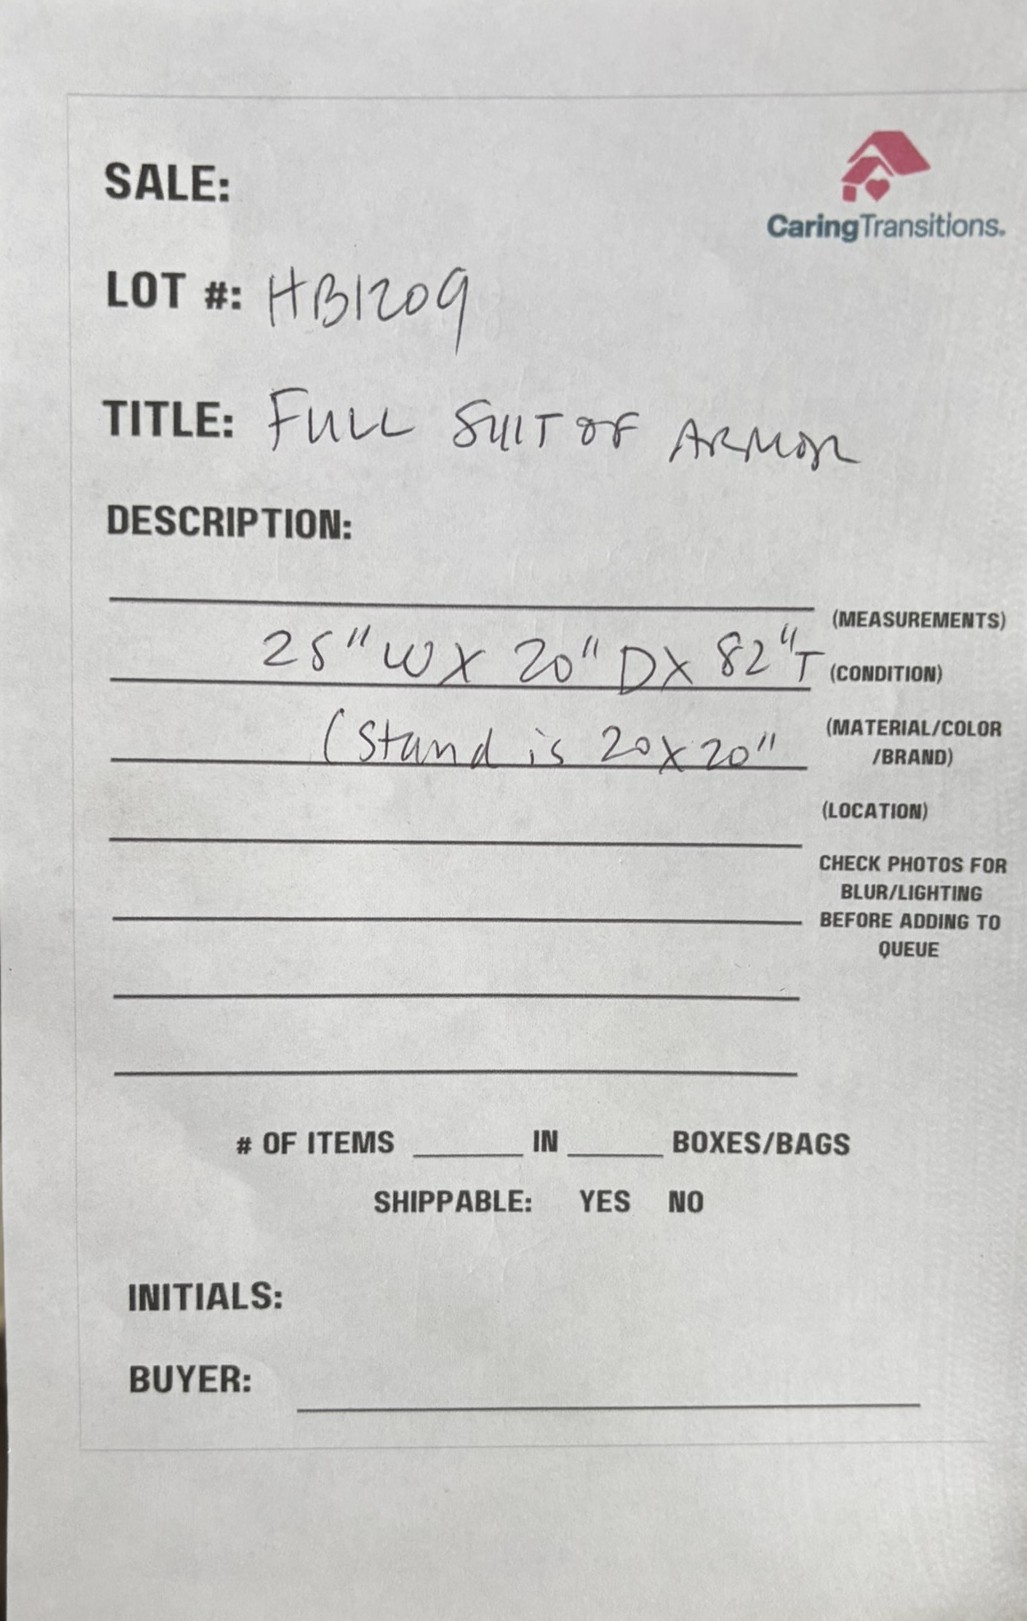 CaringTransitions.
SALE:
LOT #: HB1209
TITLE: FULL SUIT OF ARMOR
DESCRIPTION:
(MEASUREMENTS)
25" W X 20" D X 82" T
(CONDITION)
(Stand is 20 x 20"
(MATERIAL/COLOR
/BRAND)
(LOCATION)
CHECK PHOTOS FOR
BLUR/LIGHTING
BEFORE ADDING TO
QUEUE
# OF ITEMS IN BOXES/BAGS
SHIPPABLE: YES NO
INITIALS:
BUYER: